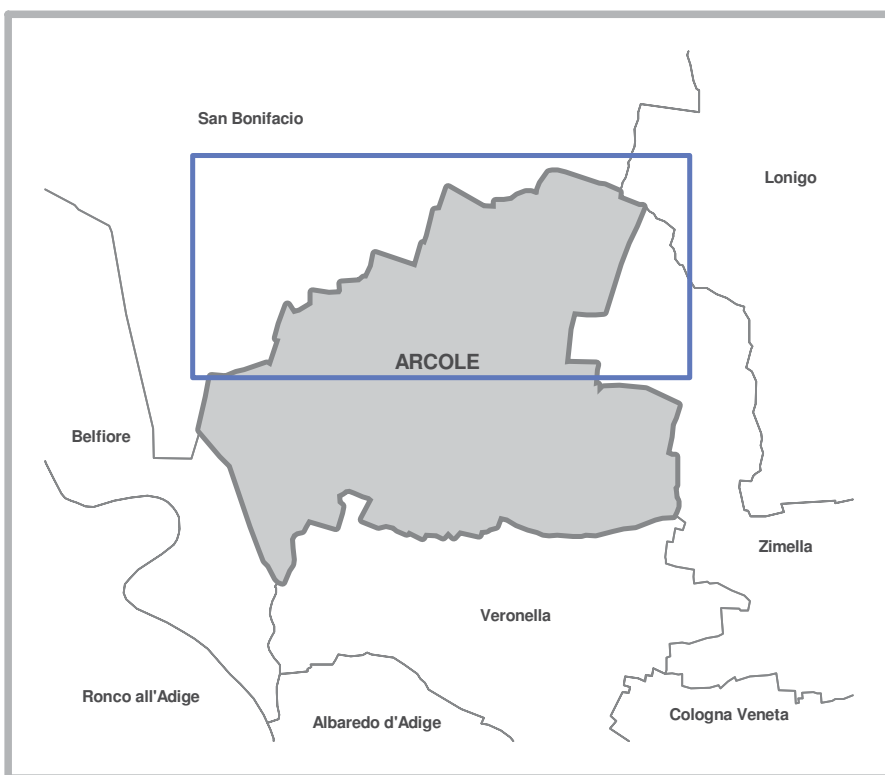 San Bonifacio
Lonigo
ARCOLE
Belfiore
Zimella
Veronella
Ronco all'Adige
Albaredo d'Adige
Cologna Veneta